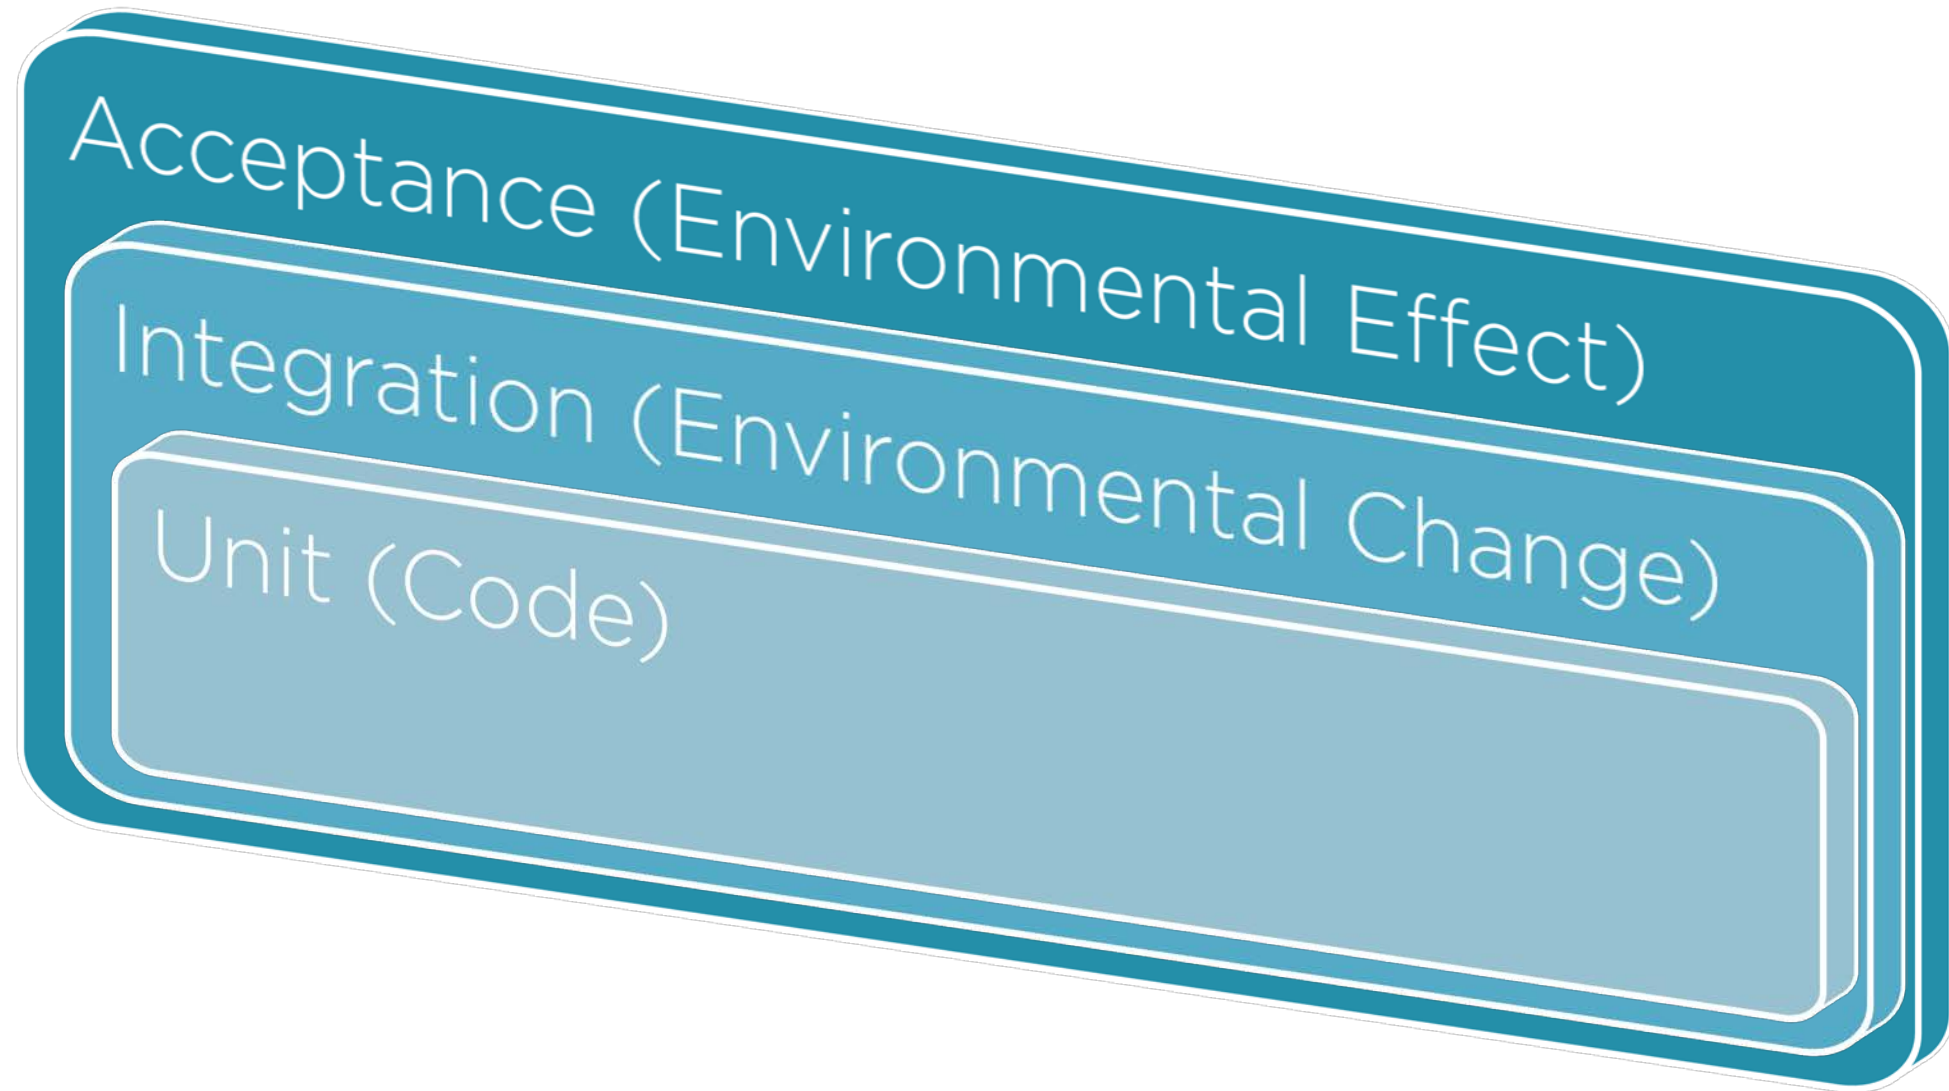 Acceptance (Environmental Effect)
Integration (Environmental Change)
Unit (Code)